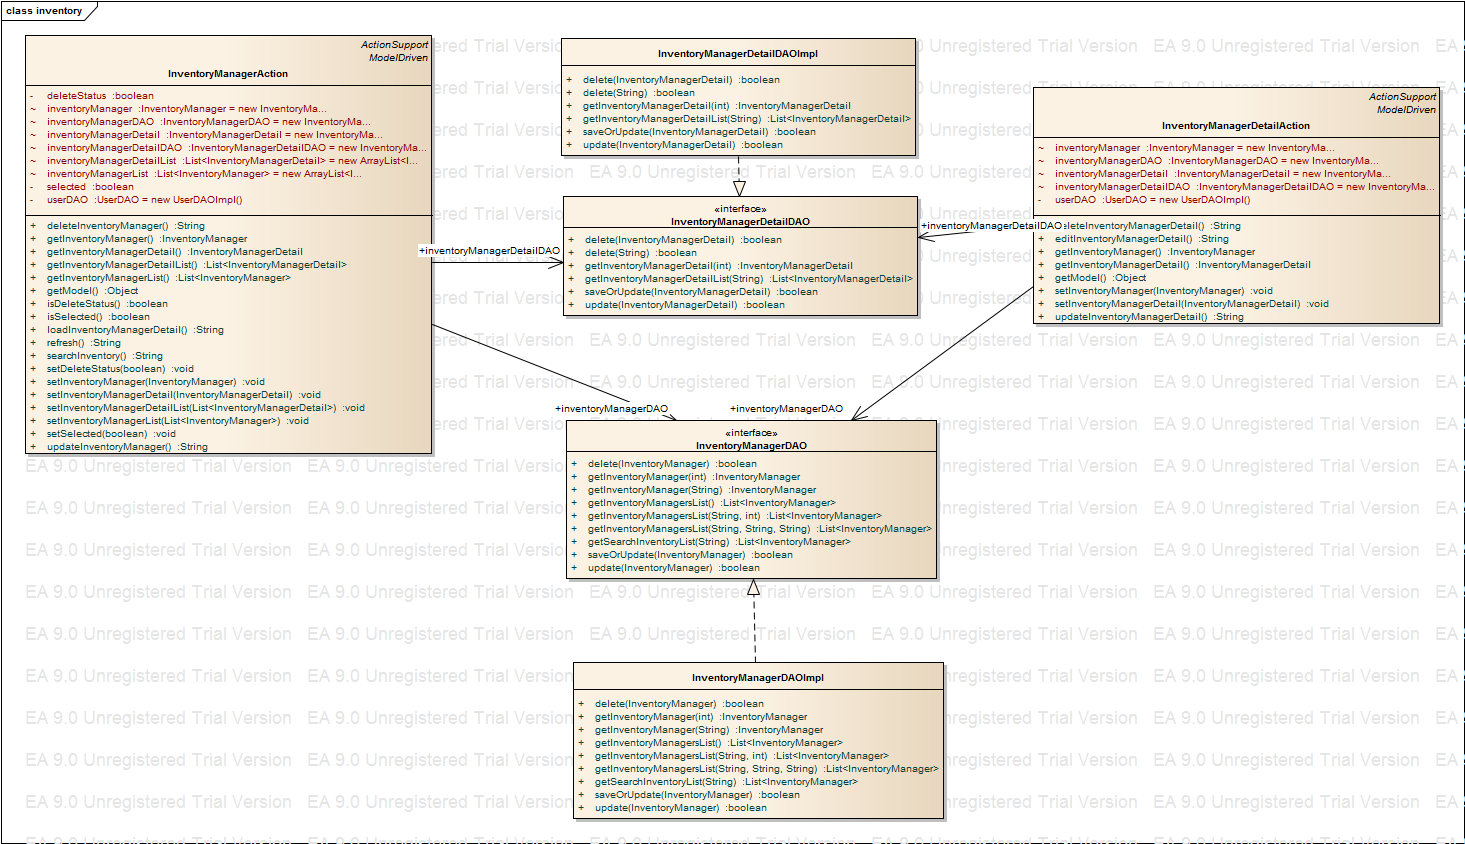 class inventory
ActionSupport
ModelDriven
InventoryManagerAction
- deleteStatus :boolean
~ inventoryManager :InventoryManager = new InventoryMa...
~ inventoryManagerDAO :InventoryManagerDAO = new InventoryMa...
~ inventoryManagerDetail :InventoryManagerDetail = new InventoryMa...
~ inventoryManagerDetailDAO :InventoryManagerDetailDAO = new InventoryMa...
~ inventoryManagerDetailList :List<InventoryManagerDetail> = new ArrayList<I...
~ inventoryManagerList :List<InventoryManager> = new ArrayList<I...
- selected :boolean
- userDAO :UserDAO = new UserDAOImpl()
+ deleteInventoryManager() :String
+ getInventoryManager() :InventoryManager
+ getInventoryManagerDetail() :InventoryManagerDetail
+ getInventoryManagerDetailList() :List<InventoryManagerDetail>
+ getInventoryManagerList() :List<InventoryManager>
+ getModel() :Object
+ isDeleteStatus() :boolean
+ isSelected() :boolean
+ loadInventoryManagerDetail() :String
+ refresh() :String
+ searchInventory() :String
+ setDeleteStatus(boolean) :void
+ setInventoryManager(InventoryManager) :void
+ setInventoryManagerDetail(InventoryManagerDetail) :void
+ setInventoryManagerDetailList(List<InventoryManagerDetail>) :void
+ setInventoryManagerList(List<InventoryManager>) :void
+ setSelected(boolean) :void
+ updateInventoryManager() :String
InventoryManagerDetailDAOImpl
+ delete(InventoryManagerDetail) :boolean
+ delete(String) :boolean
+ getInventoryManagerDetail(int) :InventoryManagerDetail
+ getInventoryManagerDetailList(String) :List<InventoryManagerDetail>
+ saveOrUpdate(InventoryManagerDetail) :boolean
+ update(InventoryManagerDetail) :boolean
«interface»
InventoryManagerDetailDAO
+ delete(InventoryManagerDetail) :boolean
+ delete(String) :boolean
+ getInventoryManagerDetail(int) :InventoryManagerDetail
+ getInventoryManagerDetailList(String) :List<InventoryManagerDetail>
+ saveOrUpdate(InventoryManagerDetail) :boolean
+ update(InventoryManagerDetail) :boolean
ActionSupport
ModelDriven
InventoryManagerDetailAction
~ inventoryManager :InventoryManager = new InventoryMa...
~ inventoryManagerDAO :InventoryManagerDAO = new InventoryMa...
~ inventoryManagerDetail :InventoryManagerDetail = new InventoryMa...
~ inventoryManagerDetailDAO :InventoryManagerDetailDAO = new InventoryMa...
- userDAO :UserDAO = new UserDAOImpl()
eleteInventoryManagerDetail() :String
+ editInventoryManagerDetail() :String
+ getInventoryManager() :InventoryManager
+ getInventoryManagerDetail() :InventoryManagerDetail
+ getModel() :Object
+ setInventoryManager(InventoryManager) :void
+ setInventoryManagerDetail(InventoryManagerDetail) :void
+ updateInventoryManagerDetail() :String
+inventoryManagerDetailDAO
+inventoryManagerDetailDAO
+inventoryManagerDAO
+inventoryManagerDAO
«interface»
InventoryManagerDAO
+ delete(InventoryManager) :boolean
+ getInventoryManager(int) :InventoryManager
+ getInventoryManager(String) :InventoryManager
+ getInventoryManagersList() :List<InventoryManager>
+ getInventoryManagersList(String, int) :List<InventoryManager>
+ getInventoryManagersList(String, String, String) :List<InventoryManager>
+ getSearchInventoryList(String) :List<InventoryManager>
+ saveOrUpdate(InventoryManager) :boolean
+ update(InventoryManager) :boolean
InventoryManagerDAOImpl
+ delete(InventoryManager) :boolean
+ getInventoryManager(int) :InventoryManager
+ getInventoryManager(String) :InventoryManager
+ getInventoryManagersList() :List<InventoryManager>
+ getInventoryManagersList(String, int) :List<InventoryManager>
+ getInventoryManagersList(String, String, String) :List<InventoryManager>
+ getSearchInventoryList(String) :List<InventoryManager>
+ saveOrUpdate(InventoryManager) :boolean
+ update(InventoryManager) :boolean
EA 9.0 Unregistered Trial Version